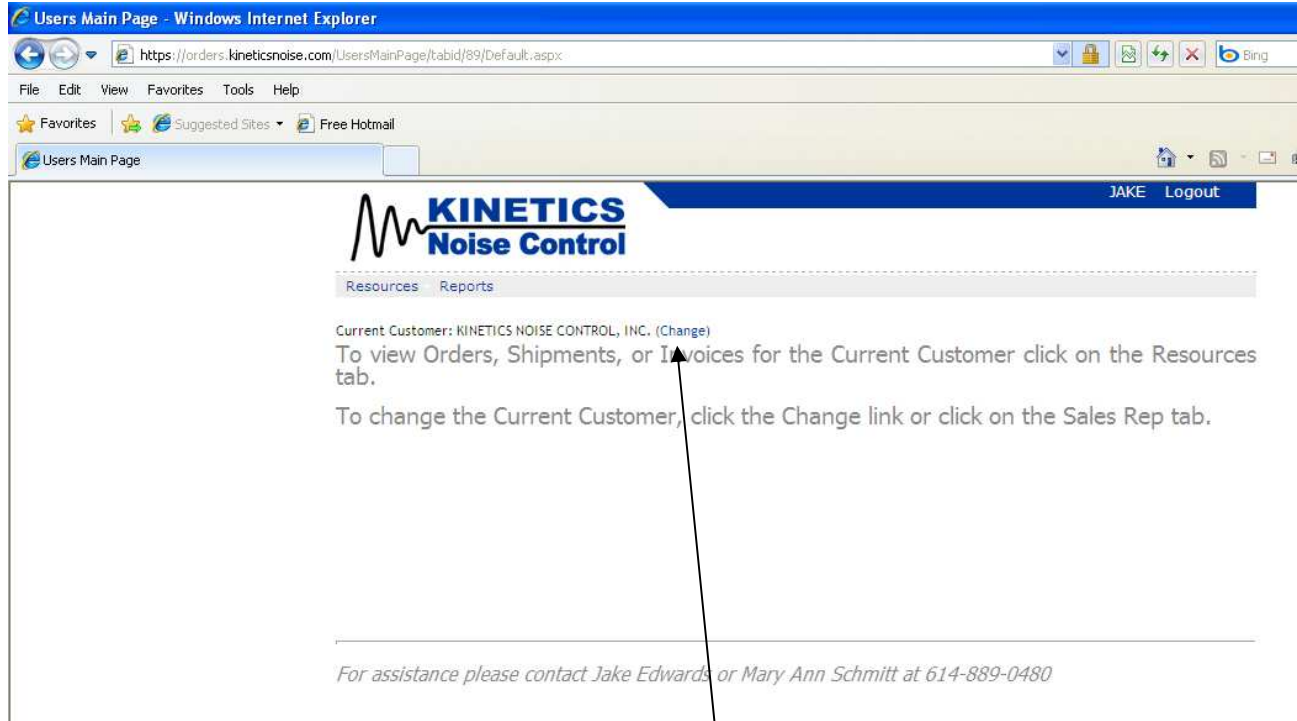 Users Main Page - Windows Internet Explorer
https://orders.kineticsnoise.com/UsersMainPage/tabid/89/Default.aspx
Bing
File Edit View Favorites Tools Help
Favorites Suggested Sites Free Hotmail
Users Main Page
JAKE Logout
KINETICS
Noise Control
Resources Reports
Current Customer: KINETICS NOISE CONTROL, INC. (Change)
To view Orders, Shipments, or Invoices for the Current Customer click on the Resources
tab.
To change the Current Customer, click the Change link or click on the Sales Rep tab.
For assistance please contact Jake Edwards or Mary Ann Schmitt at 614-889-0480